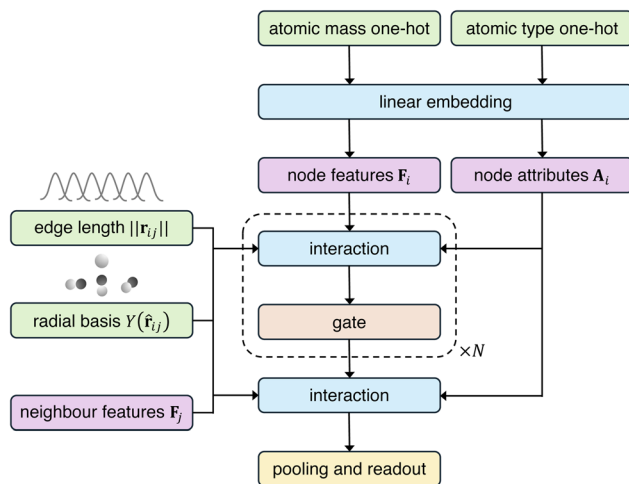 atomic mass one-hot
atomic type one-hot
linear embedding
node features 𝐅ᵢ
node attributes 𝐀ᵢ
edge length ||𝐫ᵢⱼ||
interaction
radial basis 𝑌(𝐫̂ᵢⱼ)
gate
×𝑁
neighbour features 𝐅ⱼ
interaction
pooling and readout